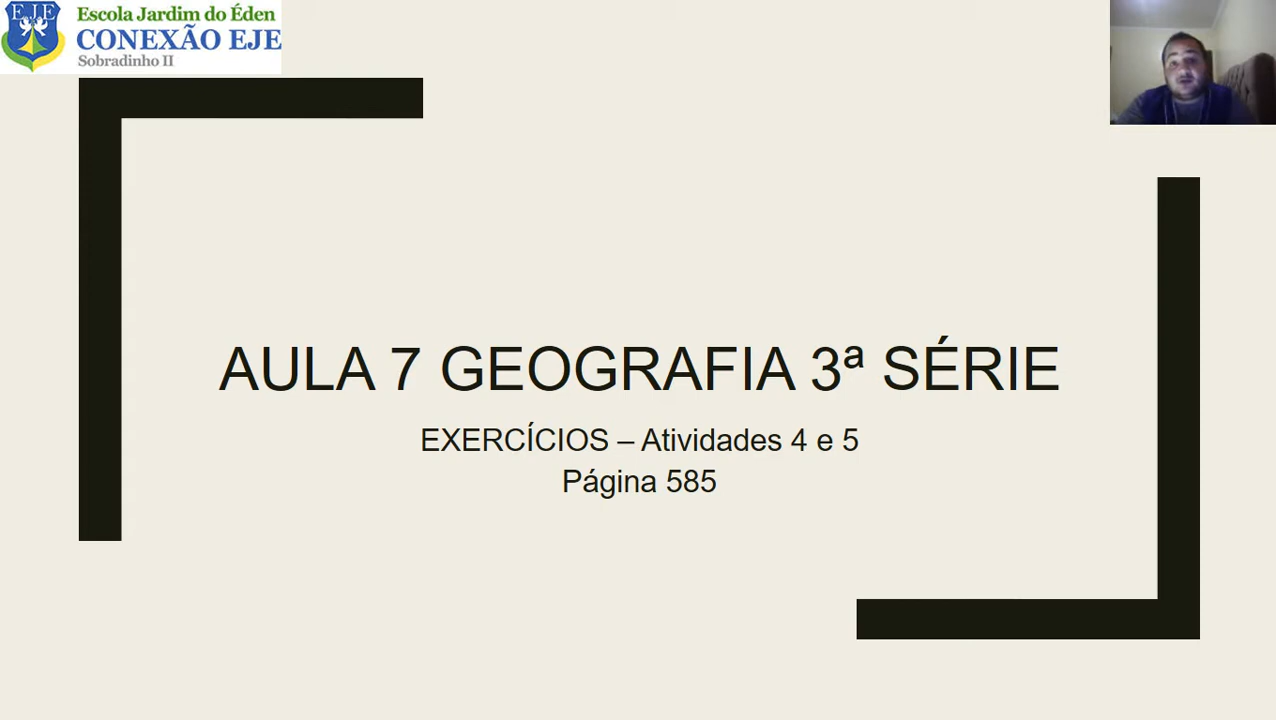 EJE
Escola Jardim do Éden
CONEXÃO EJE
Sobradinho II
AULA 7 GEOGRAFIA 3ª SÉRIE
EXERCÍCIOS – Atividades 4 e 5
Página 585